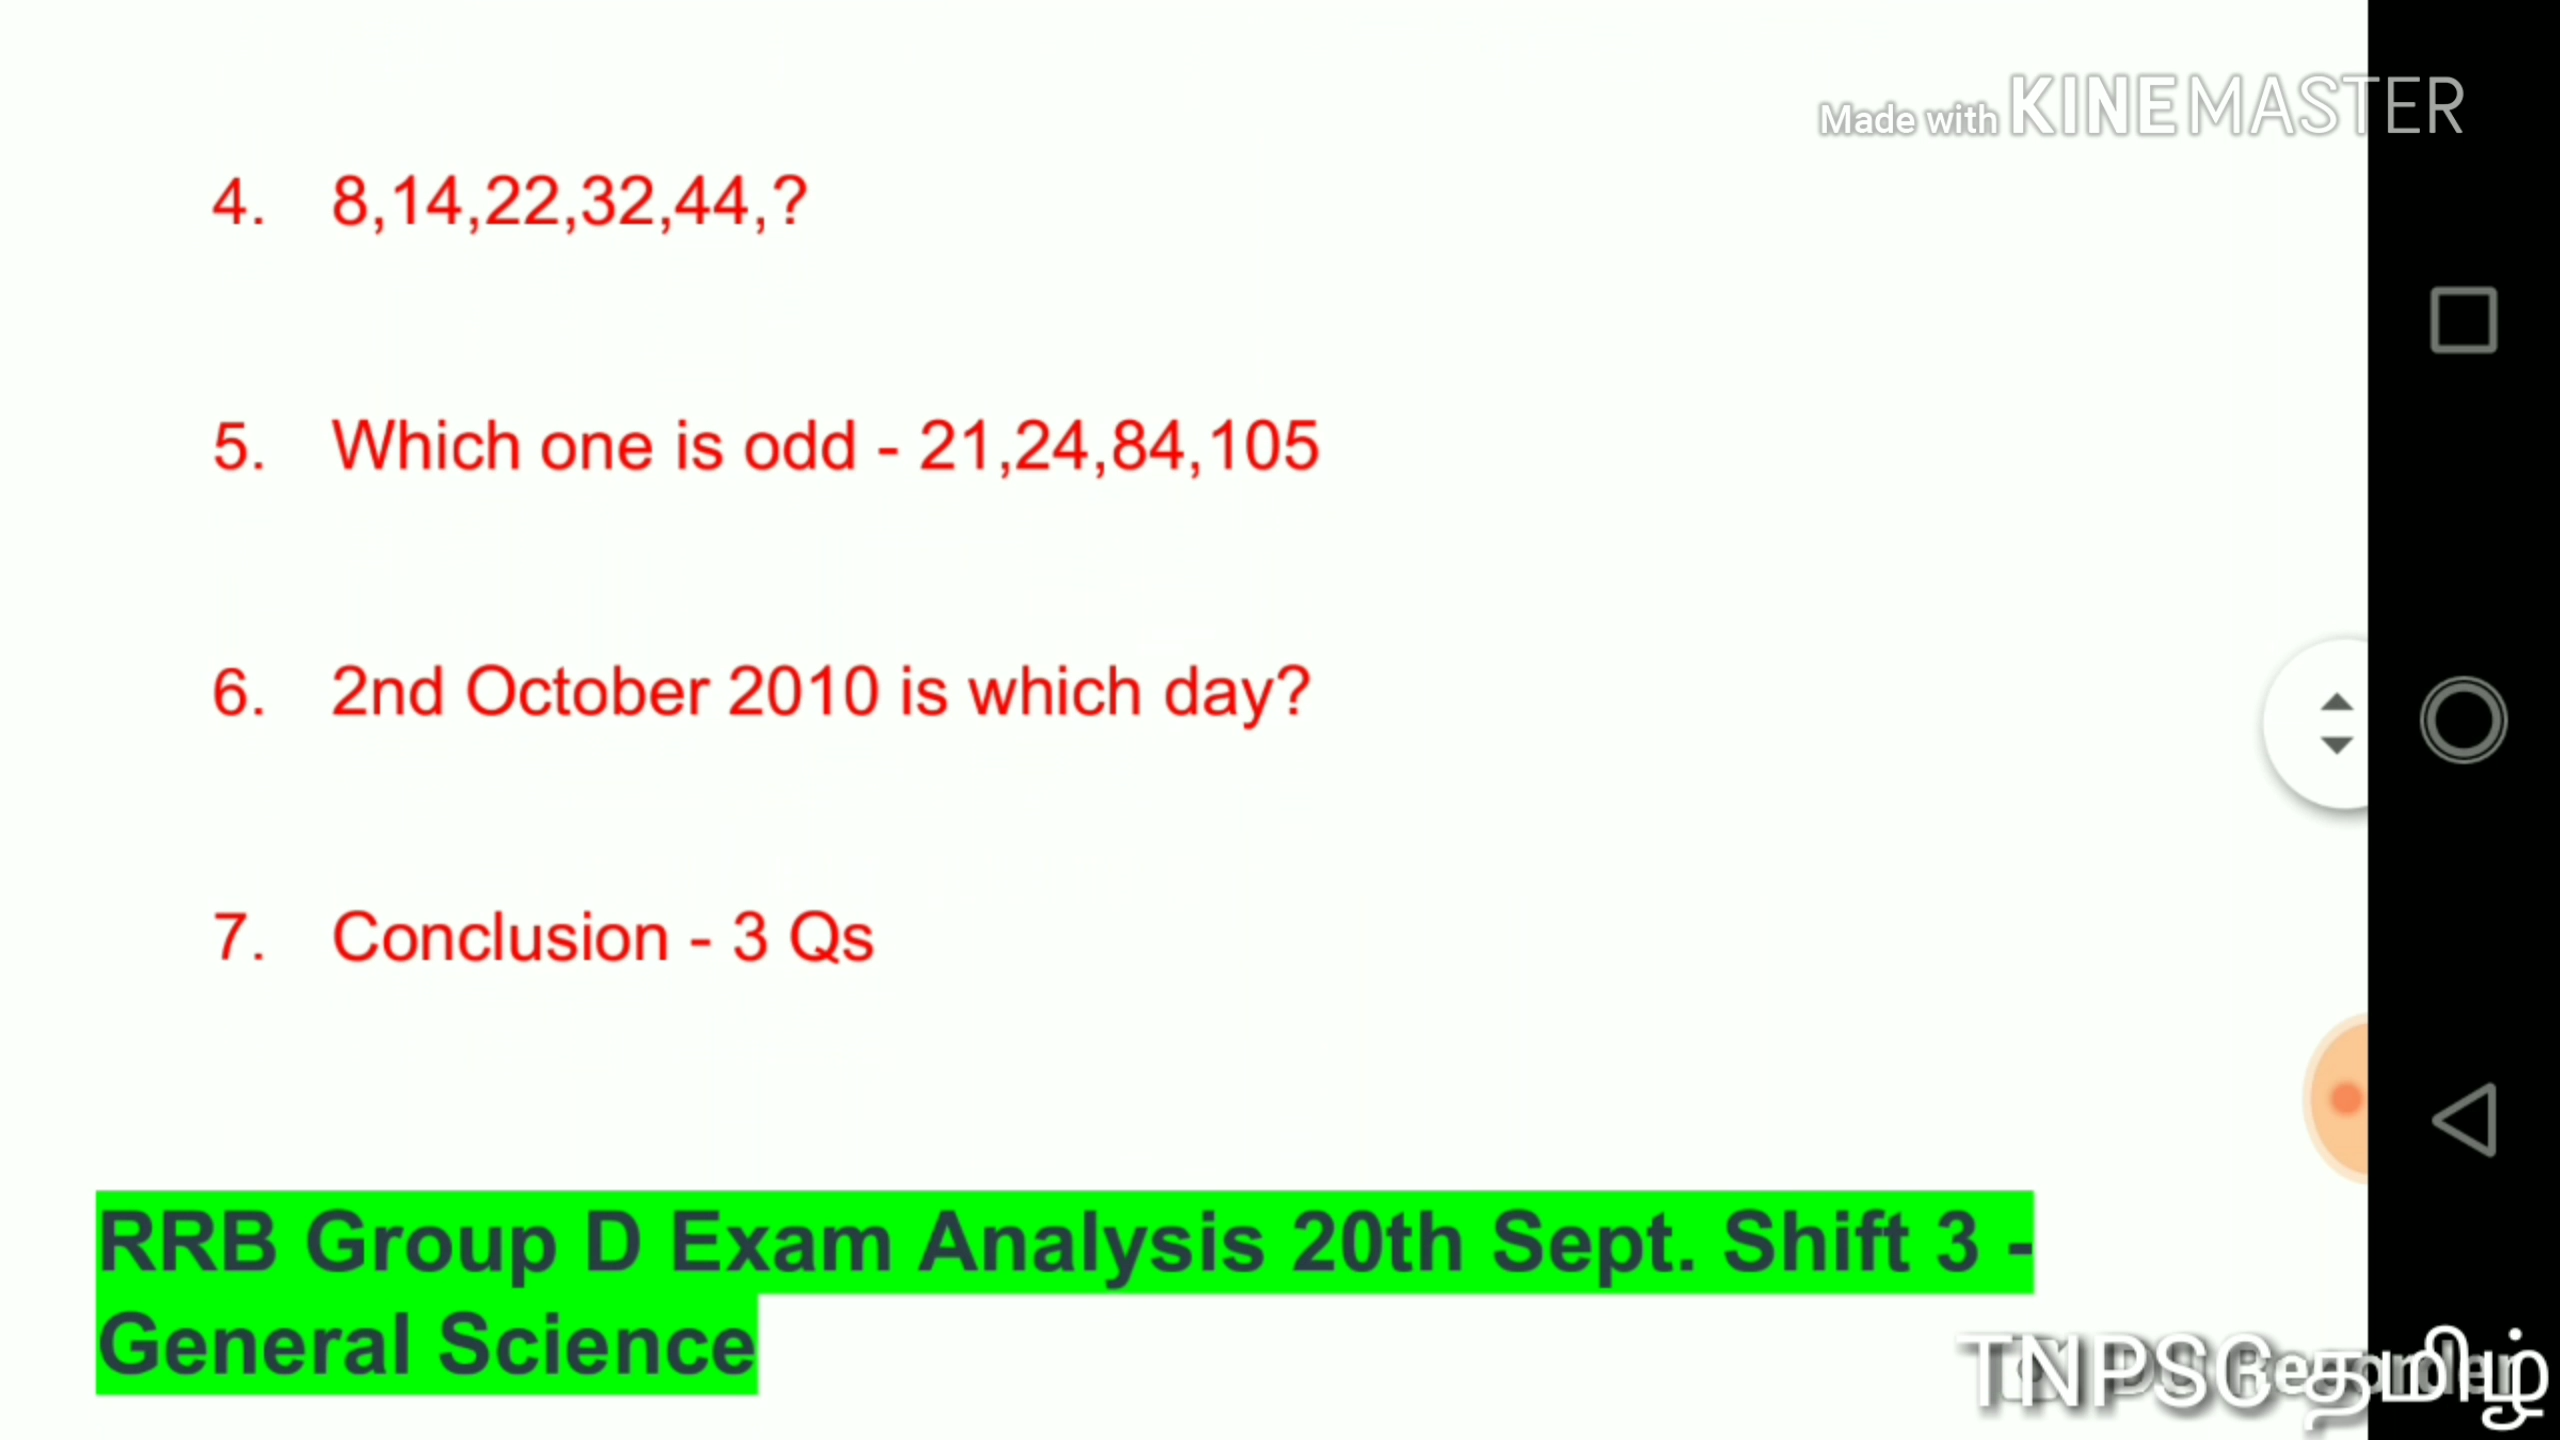 Made with KINEMASTER
4. 8,14,22,32,44,?
5. Which one is odd - 21,24,84,105
6. 2nd October 2010 is which day?
7. Conclusion - 3 Qs
RRB Group D Exam Analysis 20th Sept. Shift 3 -
General Science
TNPSC தமிழ்